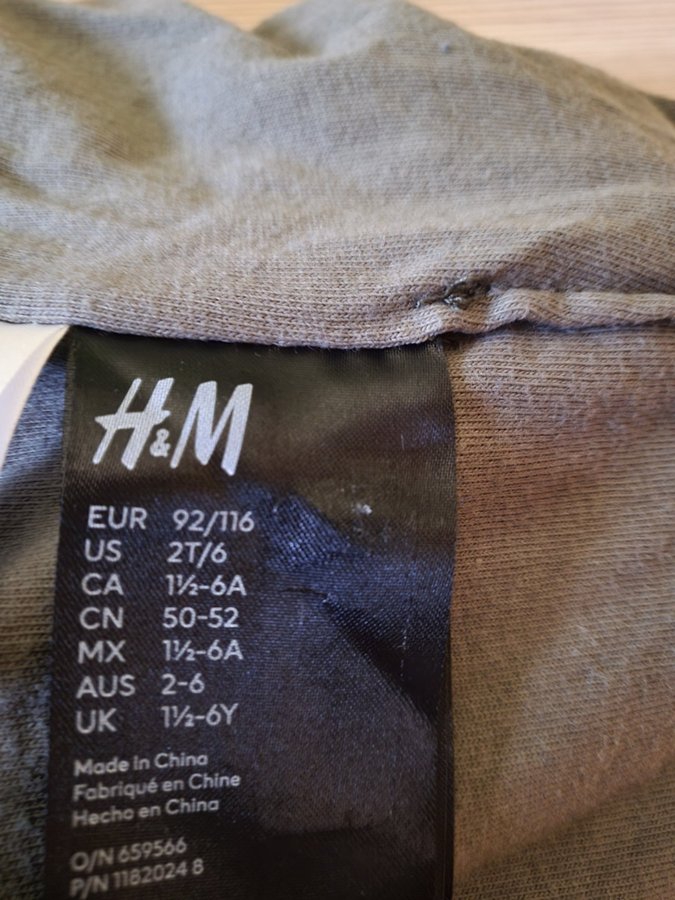 H&M
EUR 92/116
US 2T/6
CA 1½-6A
CN 50-52
MX 1½-6A
AUS 2-6
UK 1½-6Y
Made in China
Fabriqué en Chine
Hecho en China
O/N 659566
P/N 1182024 8